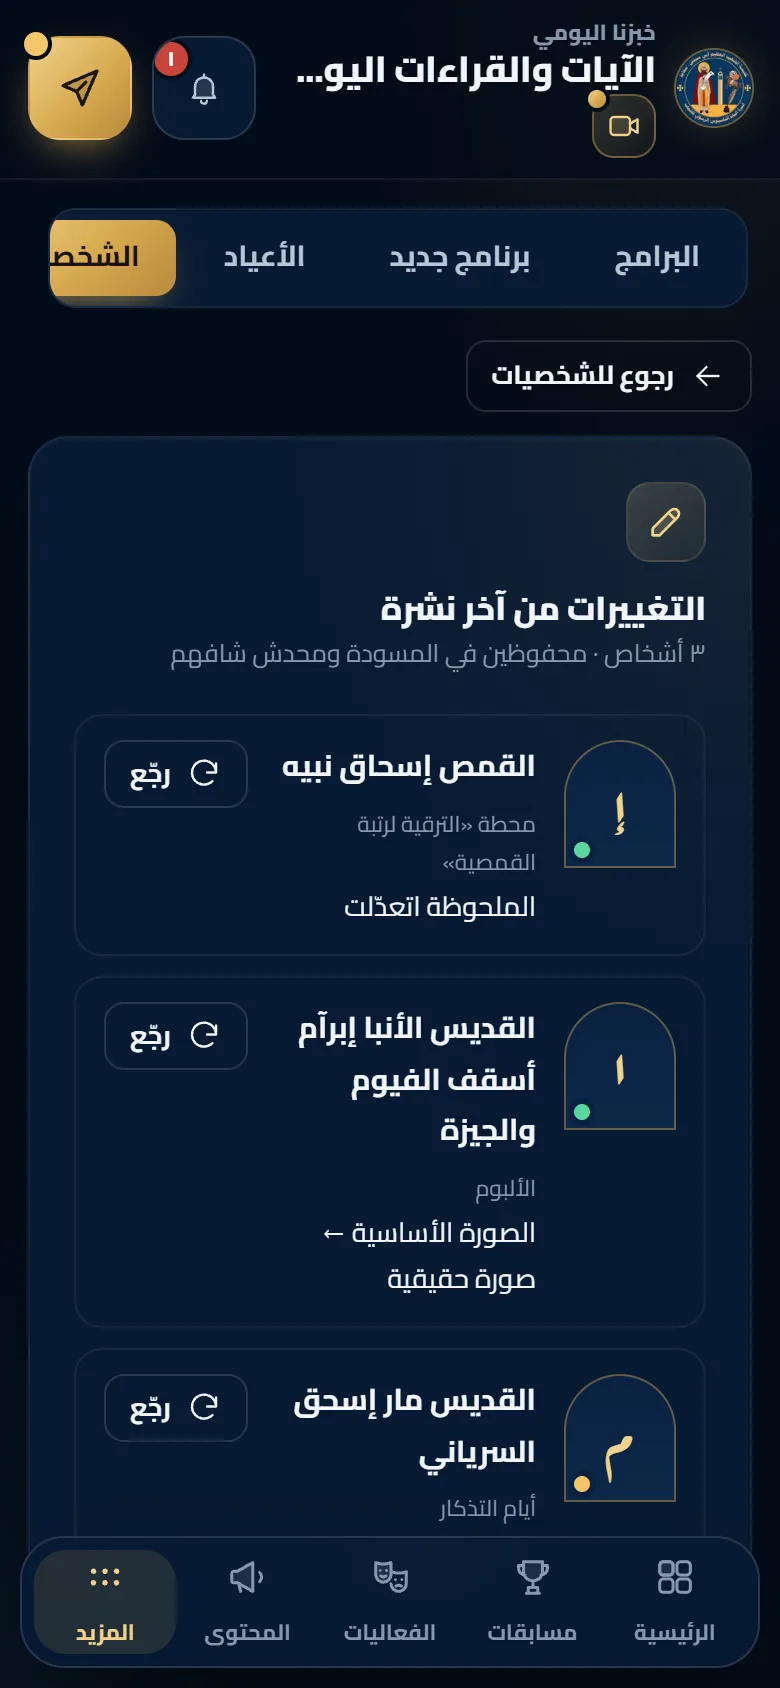 خبزنا اليومي
الآيات والقراءات اليو...
١
البرامج
برنامج جديد
الأعياد
الشخص
رجوع للشخصيات
التغييرات من آخر نشرة
٣ أشخاص · محفوظين في المسودة ومحدش شافهم
إ
القمص إسحاق نبيه
رجّع
محطة «الترقية لرتبة
القمصية»
الملحوظة اتعدّلت
ا
القديس الأنبا إبرآم
أسقف الفيوم
والجيزة
رجّع
الألبوم
الصورة الأساسية ←
صورة حقيقية
م
القديس مار إسحق
السرياني
رجّع
أيام التذكار
الرئيسية
مسابقات
الفعاليات
المحتوى
المزيد